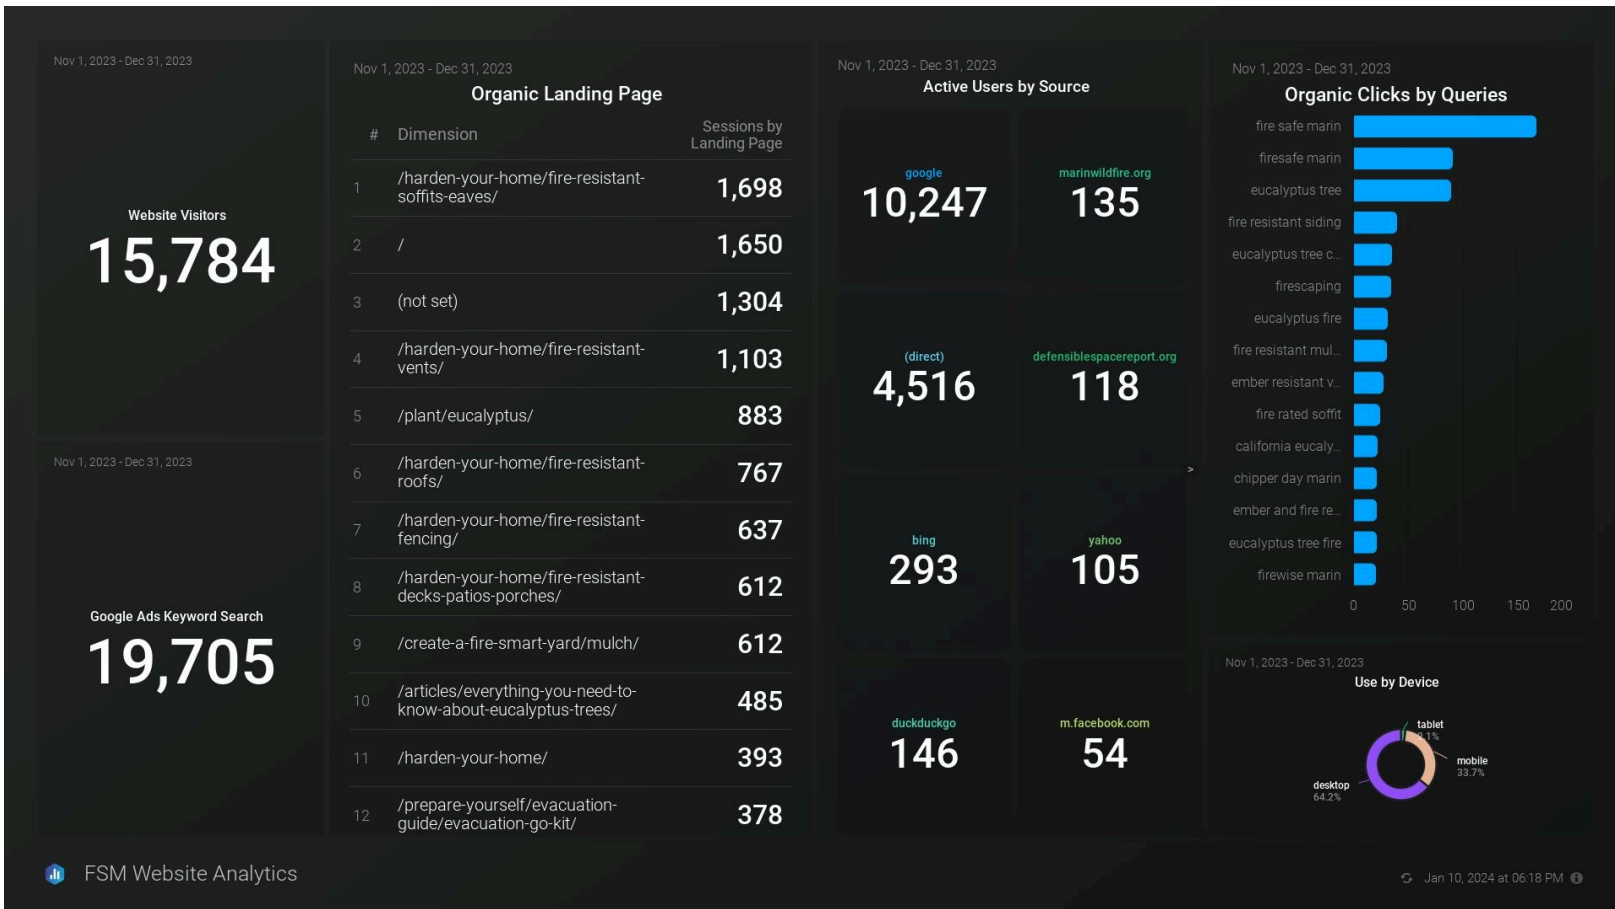 Nov 1, 2023 - Dec 31, 2023
Website Visitors
15,784
Nov 1, 2023 - Dec 31, 2023
Google Ads Keyword Search
19,705
Nov 1, 2023 - Dec 31, 2023
Organic Landing Page
# Dimension Sessions by
Landing Page
1 /harden-your-home/fire-resistant-
soffits-eaves/ 1,698
2 / 1,650
3 (not set) 1,304
4 /harden-your-home/fire-resistant-
vents/ 1,103
5 /plant/eucalyptus/ 883
6 /harden-your-home/fire-resistant-
roofs/ 767
7 /harden-your-home/fire-resistant-
fencing/ 637
8 /harden-your-home/fire-resistant-
decks-patios-porches/ 612
9 /create-a-fire-smart-yard/mulch/ 612
10 /articles/everything-you-need-to-
know-about-eucalyptus-trees/ 485
11 /harden-your-home/ 393
12 /prepare-yourself/evacuation-
guide/evacuation-go-kit/ 378
Nov 1, 2023 - Dec 31, 2023
Active Users by Source
google marinwildfire.org
10,247 135
(direct) defensiblespacereport.org
4,516 118
>
bing yahoo
293 105
duckduckgo m.facebook.com
146 54
Nov 1, 2023 - Dec 31, 2023
Organic Clicks by Queries
fire safe marin
firesafe marin
eucalyptus tree
fire resistant siding
eucalyptus tree c...
firescaping
eucalyptus fire
fire resistant mul...
ember resistant v...
fire rated soffit
california eucaly...
chipper day marin
ember and fire re...
eucalyptus tree fire
firewise marin
0 50 100 150 200
Nov 1, 2023 - Dec 31, 2023
Use by Device
tablet
mobile
33.7%
desktop
64.2%
FSM Website Analytics
Jan 10, 2024 at 06:18 PM